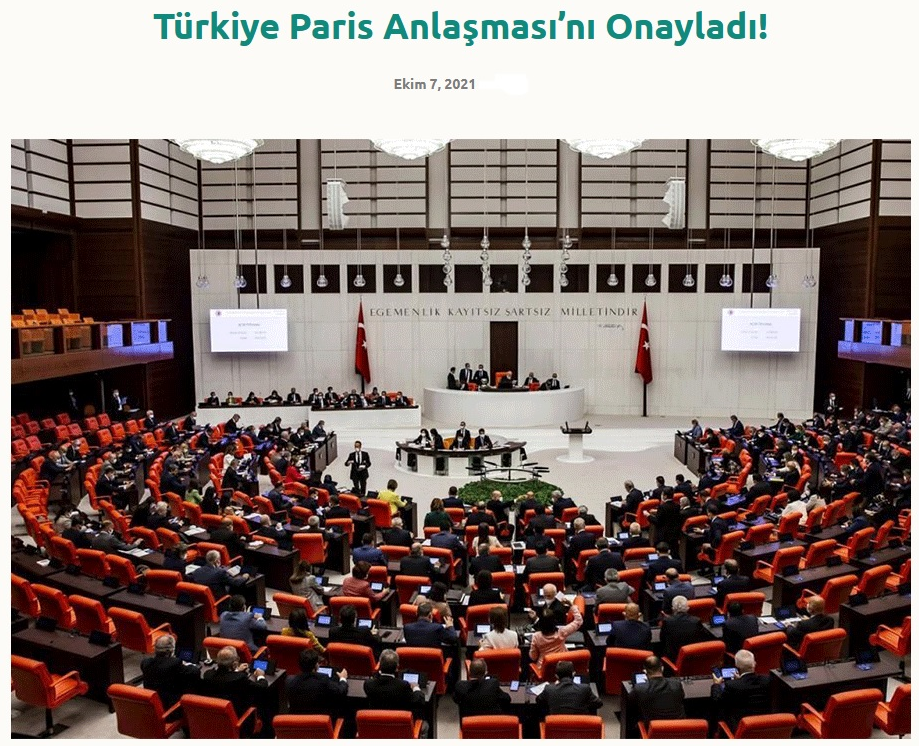 Türkiye Paris Anlaşması’nı Onayladı!
Ekim 7, 2021
EGEMENLİK KAYITSIZ ŞARTSIZ MİLLETİNDİR